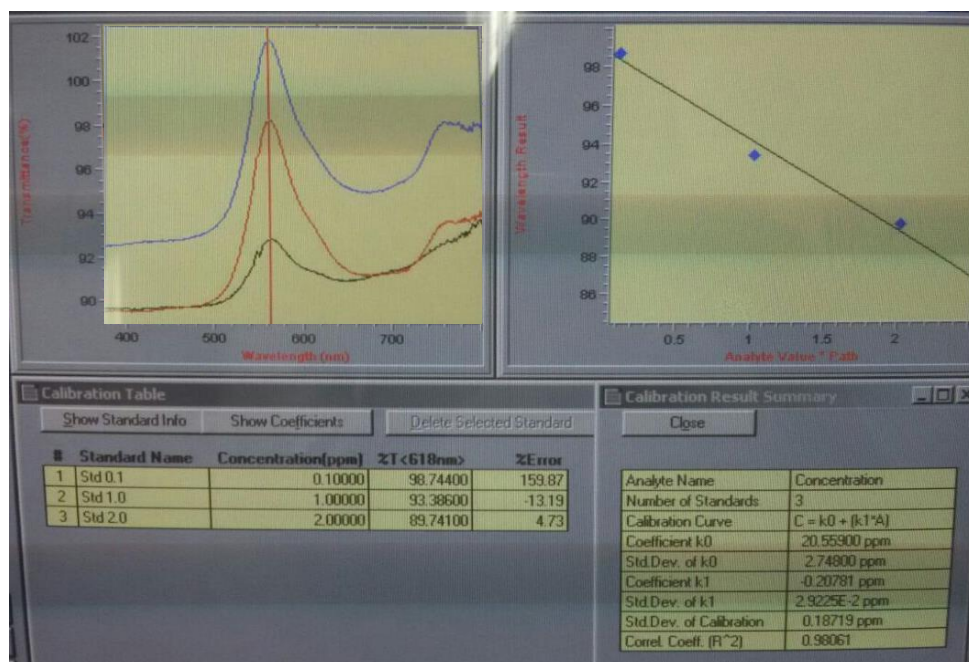 102
100
98
96
94
92
90
Transmittance(%)
400 500 600 700
Wavelength (nm)
98
96
94
92
90
88
86
Wavelength Result
0.5 1 1.5 2
Analyte Value * Path
Calibration Table
Show Standard Info Show Coefficients Delete Selected Standard
# Standard Name Concentration(ppm) %T<618nm> %Error
1 Std 0.1 0.10000 98.74400 159.87
2 Std 1.0 1.00000 93.38600 -13.19
3 Std 2.0 2.00000 89.74100 4.73
Calibration Result Summary
Close
Analyte Name Concentration
Number of Standards 3
Calibration Curve C = k0 + (k1*A)
Coefficient k0 20.55900 ppm
Std.Dev. of k0 2.74800 ppm
Coefficient k1 -0.20781 ppm
Std.Dev. of k1 2.9225E-2 ppm
Std.Dev. of Calibration 0.18719 ppm
Correl. Coeff. (R^2) 0.98061